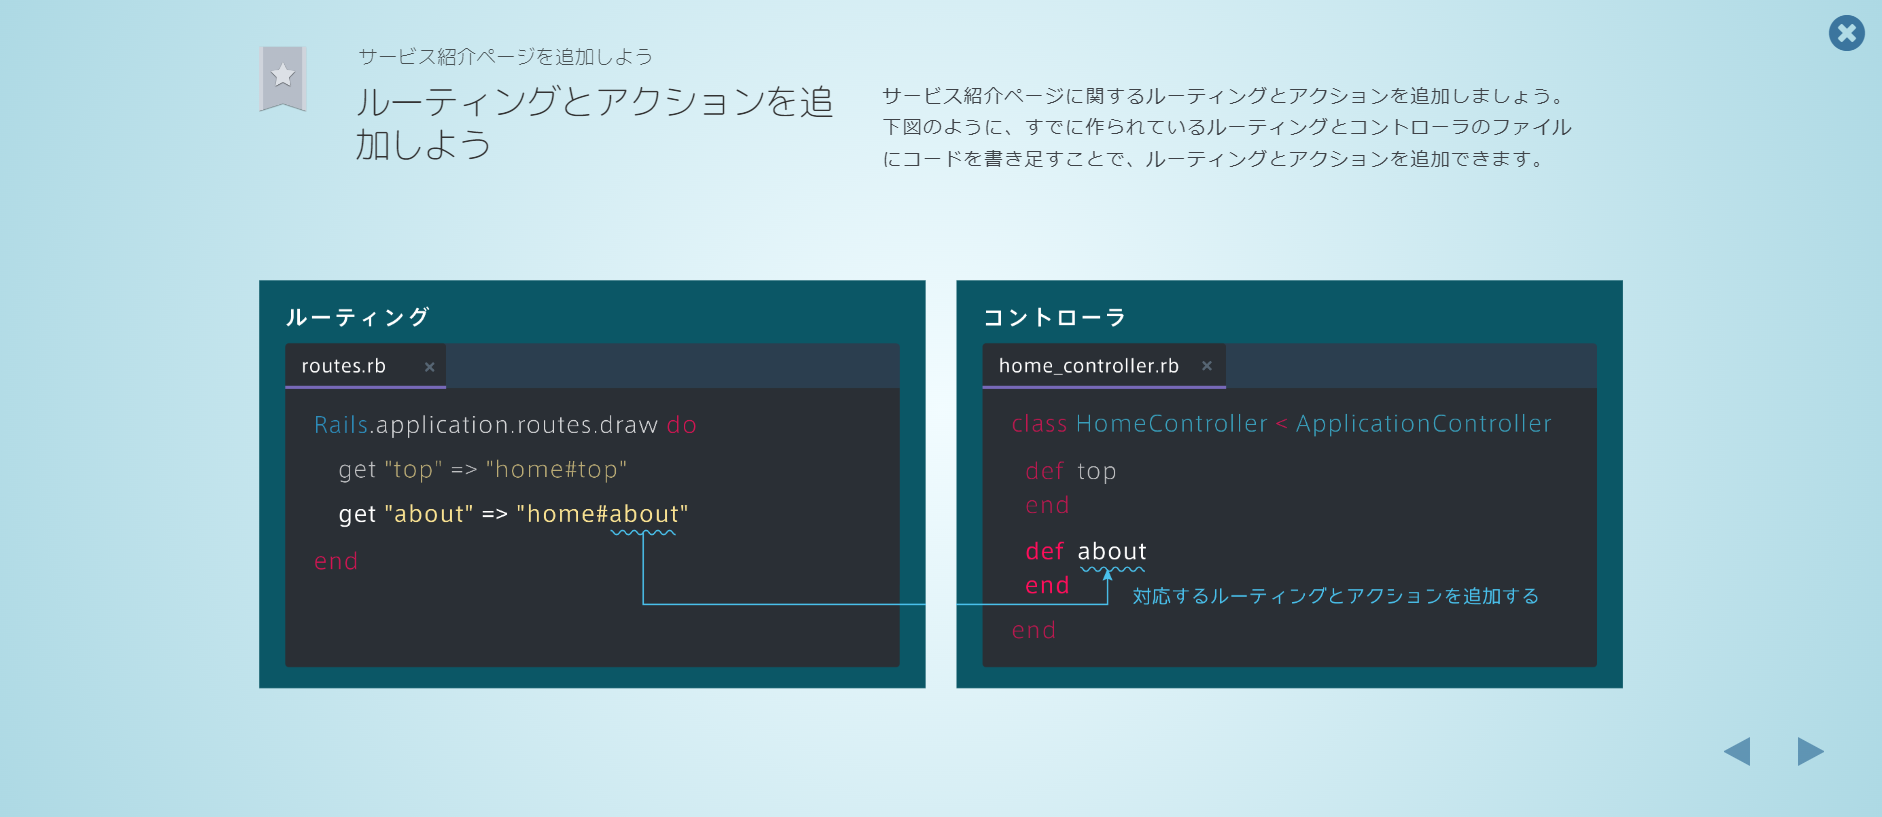 サービス紹介ページを追加しよう
ルーティングとアクションを追
加しよう
サービス紹介ページに関するルーティングとアクションを追加しましょう。
下図のように、すでに作られているルーティングとコントローラのファイル
にコードを書き足すことで、ルーティングとアクションを追加できます。
ルーティング
routes.rb ×
Rails.application.routes.draw do
get "top" => "home#top"
get "about" => "home#about"
end
コントローラ
home_controller.rb ×
class HomeController < ApplicationController
def top
end
def about
end
対応するルーティングとアクションを追加する
end